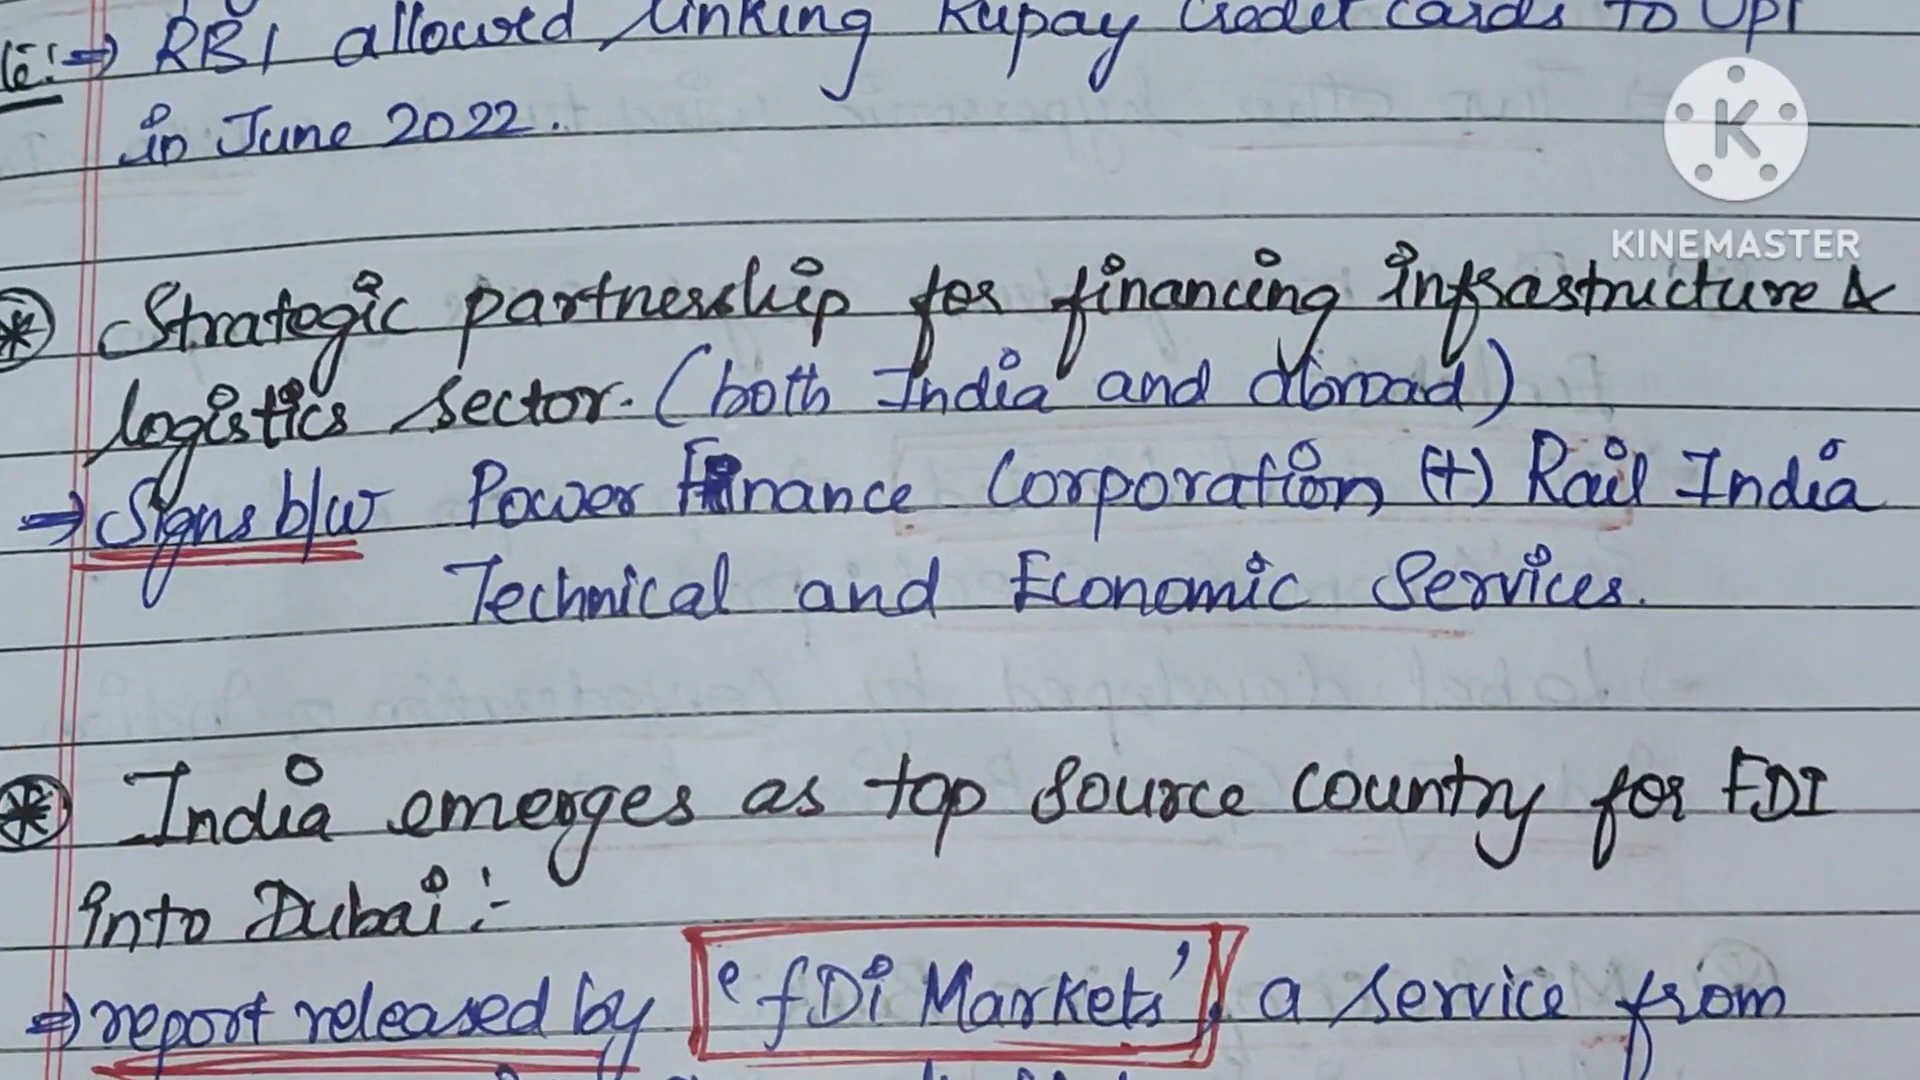 ⇒ RBI allowed linking Rupay Credit cards to UPI
in June 2022.
KINEMASTER
Strategic partnership for financing infrastructure &
logistics sector. (both India and abroad)
⇒ Signs b/w Power Finance Corporation (+) Rail India
Technical and Economic Services.
India emerges as top source country for FDI
into Dubai :-
⇒ report released by 'fDi Markets', a service from